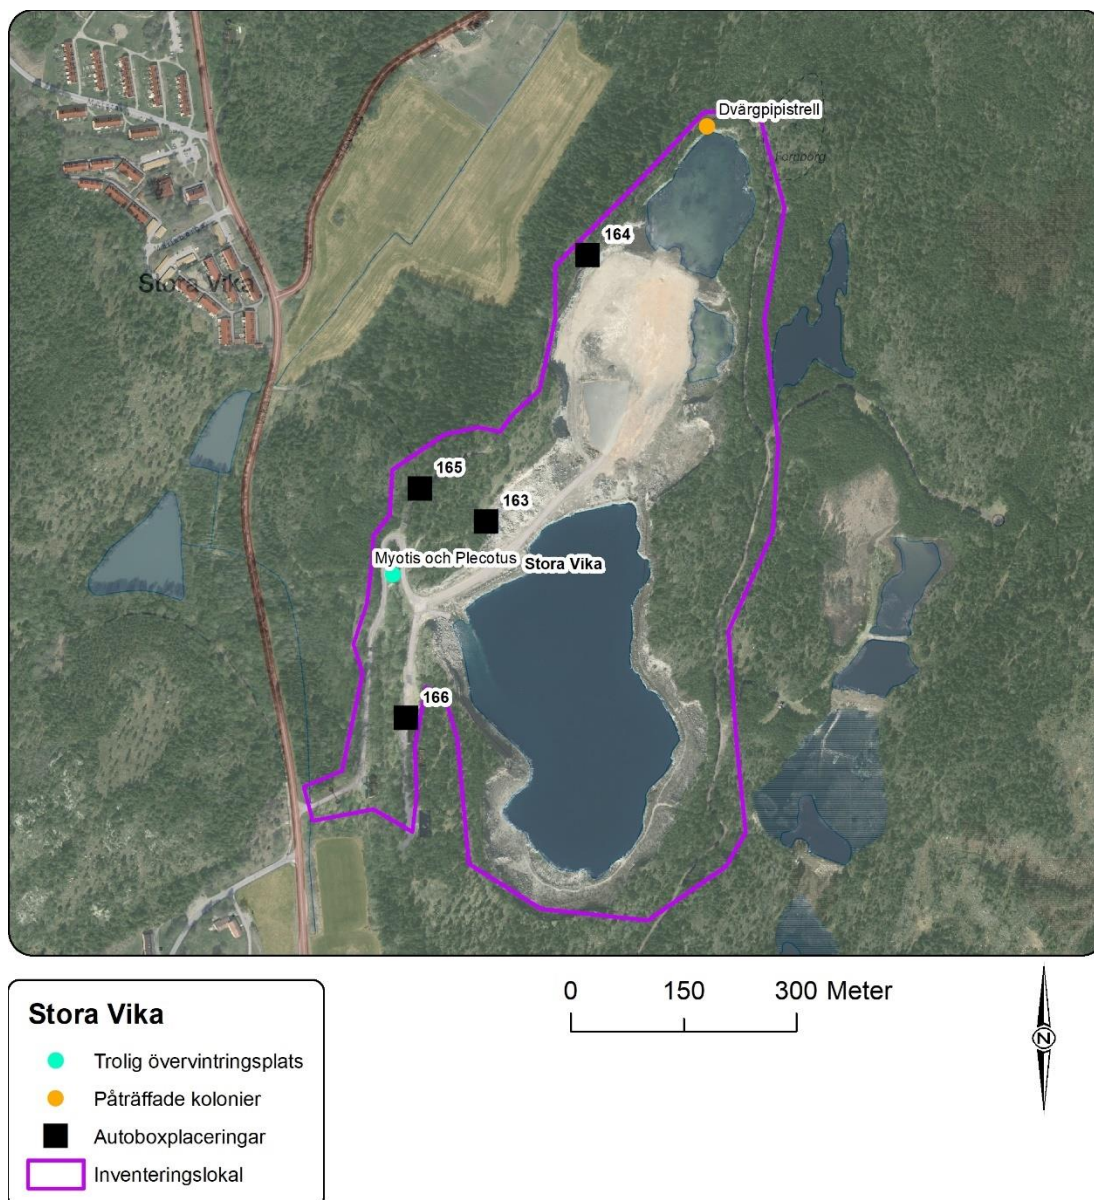 Dvärgpipistrell
Fornborg
164
Stora Vika
165
163
Myotis och Plecotus
Stora Vika
166
0 150 300 Meter
Stora Vika
Trolig övervintringsplats
Påträffade kolonier
Autoboxplaceringar
Inventeringslokal
N